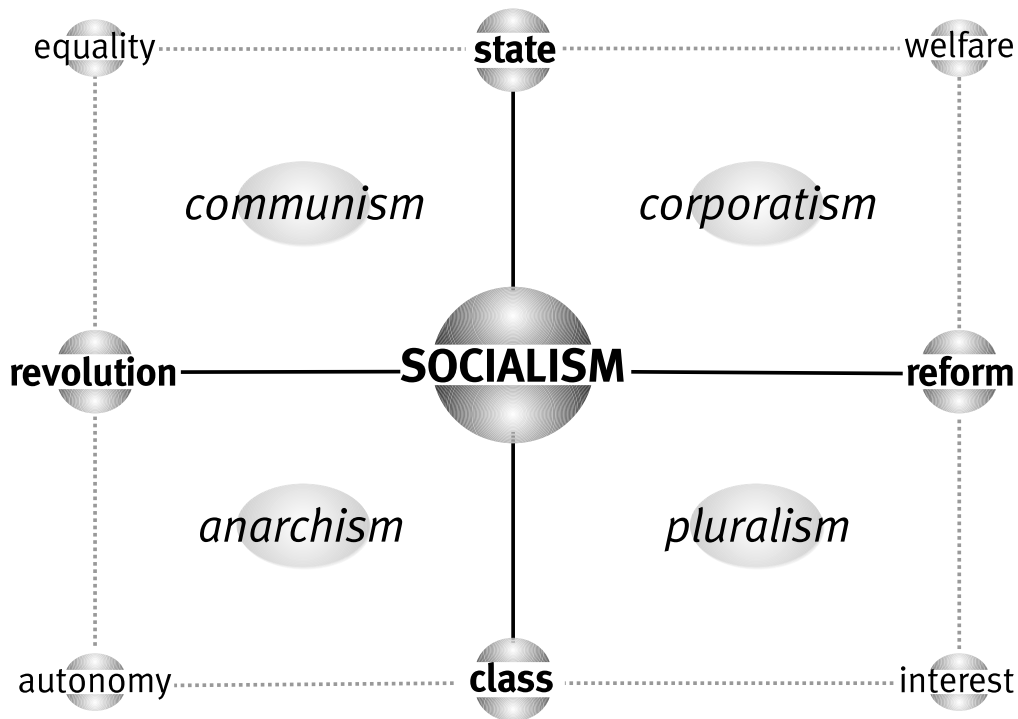 equality state welfare
communism corporatism
revolution SOCIALISM reform
anarchism pluralism
autonomy class interest